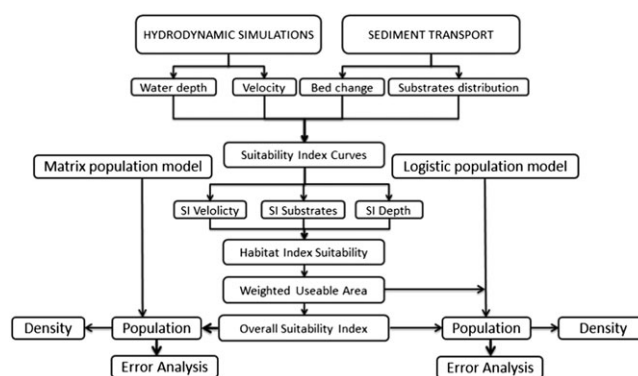 HYDRODYNAMIC SIMULATIONS
SEDIMENT TRANSPORT
Water depth
Velocity
Bed change
Substrates distribution
Suitability Index Curves
Matrix population model
Logistic population model
SI Velolicty
SI Substrates
SI Depth
Habitat Index Suitability
Weighted Useable Area
Density
Population
Overall Suitability Index
Population
Density
Error Analysis
Error Analysis